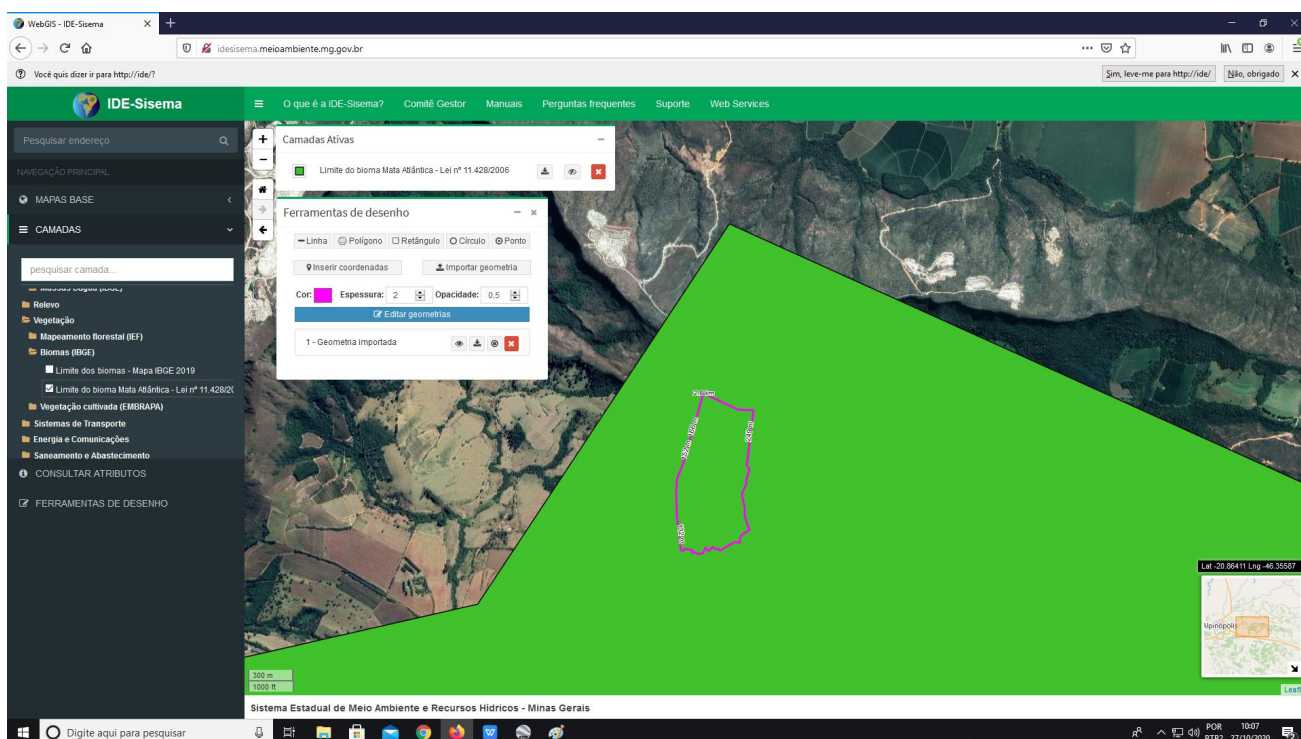 WebGIS - IDE-Sisema
idesisema.meioambiente.mg.gov.br
Você quis dizer ir para http://ide/?
Sim, leve-me para http://ide/
Não, obrigado
IDE-Sisema
O que é a IDE-Sisema?
Comitê Gestor
Manuais
Perguntas frequentes
Suporte
Web Services
Pesquisar endereço
NAVEGAÇÃO PRINCIPAL
MAPAS BASE
CAMADAS
pesquisar camada...
Relevo
Vegetação
Mapeamento florestal (IEF)
Biomas (IBGE)
Limite dos biomas - Mapa IBGE 2019
Limite do bioma Mata Atlântica - Lei nº 11.428/20
Vegetação cultivada (EMBRAPA)
Sistemas de Transporte
Energia e Comunicações
Saneamento e Abastecimento
CONSULTAR ATRIBUTOS
FERRAMENTAS DE DESENHO
Camadas Ativas
Limite do bioma Mata Atlântica - Lei nº 11.428/2006
Ferramentas de desenho
Linha
Polígono
Retângulo
Círculo
Ponto
Inserir coordenadas
Importar geometria
Cor:
Espessura: 2
Opacidade: 0,5
Editar geometrias
1 - Geometria importada
Lat -20.86411 Lng -46.35587
Alpinópolis
300 m
1000 ft
Leafl
Sistema Estadual de Meio Ambiente e Recursos Hídricos - Minas Gerais
Digite aqui para pesquisar
POR
PTB2
10:07
27/10/2020